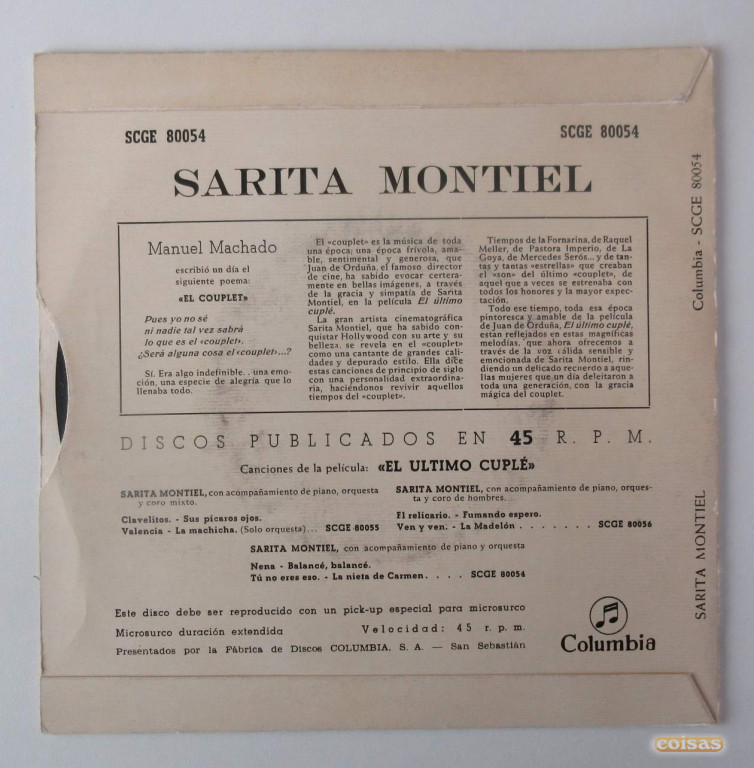 SCGE 80054
SCGE 80054
SARITA MONTIEL
Manuel Machado
escribió un día el
siguiente poema:
«EL COUPLET»
Pues yo no sé
ni nadie tal vez sabrá
lo que es el «couplet».
¿Será alguna cosa el «couplet»...?
Sí. Era algo indefinible. . una emo-
ción, una especie de alegría que lo
llenaba todo.
El «couplet» es la música de toda
una época; una época frívola, ama-
ble, sentimental y generosa, que
Juan de Orduña, el famoso director
de cine, ha sabido evocar certera-
mente en bellas imágenes, a través
de la gracia y simpatía de Sarita
Montiel, en la película El último
cuplé.
La gran artista cinematográfica
Sarita Montiel, que ha sabido con-
quistar Hollywood con su arte y su
belleza, se revela en el «couplet»
como una cantante de grandes cali-
dades y depurado estilo. Ella dice
estas canciones de principio de siglo
con una personalidad extraordina-
ria, haciéndonos revivir aquellos
tiempos del «couplet».
Tiempos de la Fornarina, de Raquel
Meller, de Pastora Imperio, de La
Goya, de Mercedes Serós... y de tan-
tas y tantas «estrellas» que creaban
el «son» del último «couplet», de
aquel que a veces se estrenaba con
todos los honores y la mayor expec-
tación.
Todo ese tiempo, toda esa época
pintoresca y amable de la película
de Juan de Orduña, El último cuplé,
están reflejados en estas magníficas
melodías, que ahora ofrecemos a
través de la voz cálida sensible y
emocionada de Sarita Montiel, rin-
diendo un delicado recuerdo a aque-
llas mujeres que un día deleitaron a
toda una generación, con la gracia
mágica del couplet.
DISCOS PUBLICADOS EN 45 R. P. M.
Canciones de la película: «EL ULTIMO CUPLÉ»
SARITA MONTIEL, con acompañamiento de piano, orquesta
y coro mixto.
Clavelitos. - Sus pícaros ojos.
Valencia - La machicha. (Solo orquesta)... SCGE 80055
SARITA MONTIEL, con acompañamiento de piano, orques-
ta y coro de hombres..
El relicario. - Fumando espero.
Ven y ven. - La Madelón . . . . . . . SCGE 80056
SARITA MONTIEL, con acompañamiento de piano y orquesta
Nena - Balancé, balancé.
Tú no eres eso. - La nieta de Carmen. . . . SCGE 80054
Este disco debe ser reproducido con un pick-up especial para microsurco
Microsurco duración extendida Velocidad: 45 r. p. m.
Presentados por la Fábrica de Discos COLUMBIA. S. A. — San Sebastián
Columbia
Columbia - SCGE 80054
SARITA MONTIEL
coisas